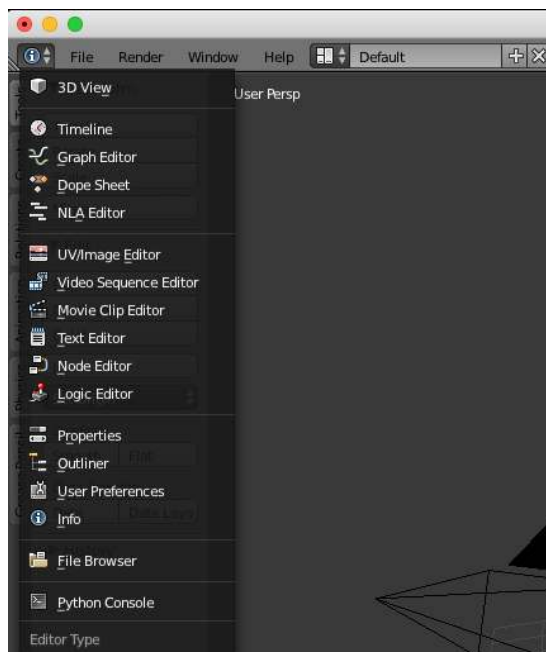 File Render Window Help Default
3D View
User Persp
Timeline
Graph Editor
Dope Sheet
NLA Editor
UV/Image Editor
Video Sequence Editor
Movie Clip Editor
Text Editor
Node Editor
Logic Editor
Properties
Outliner
User Preferences
Info
File Browser
Python Console
Editor Type